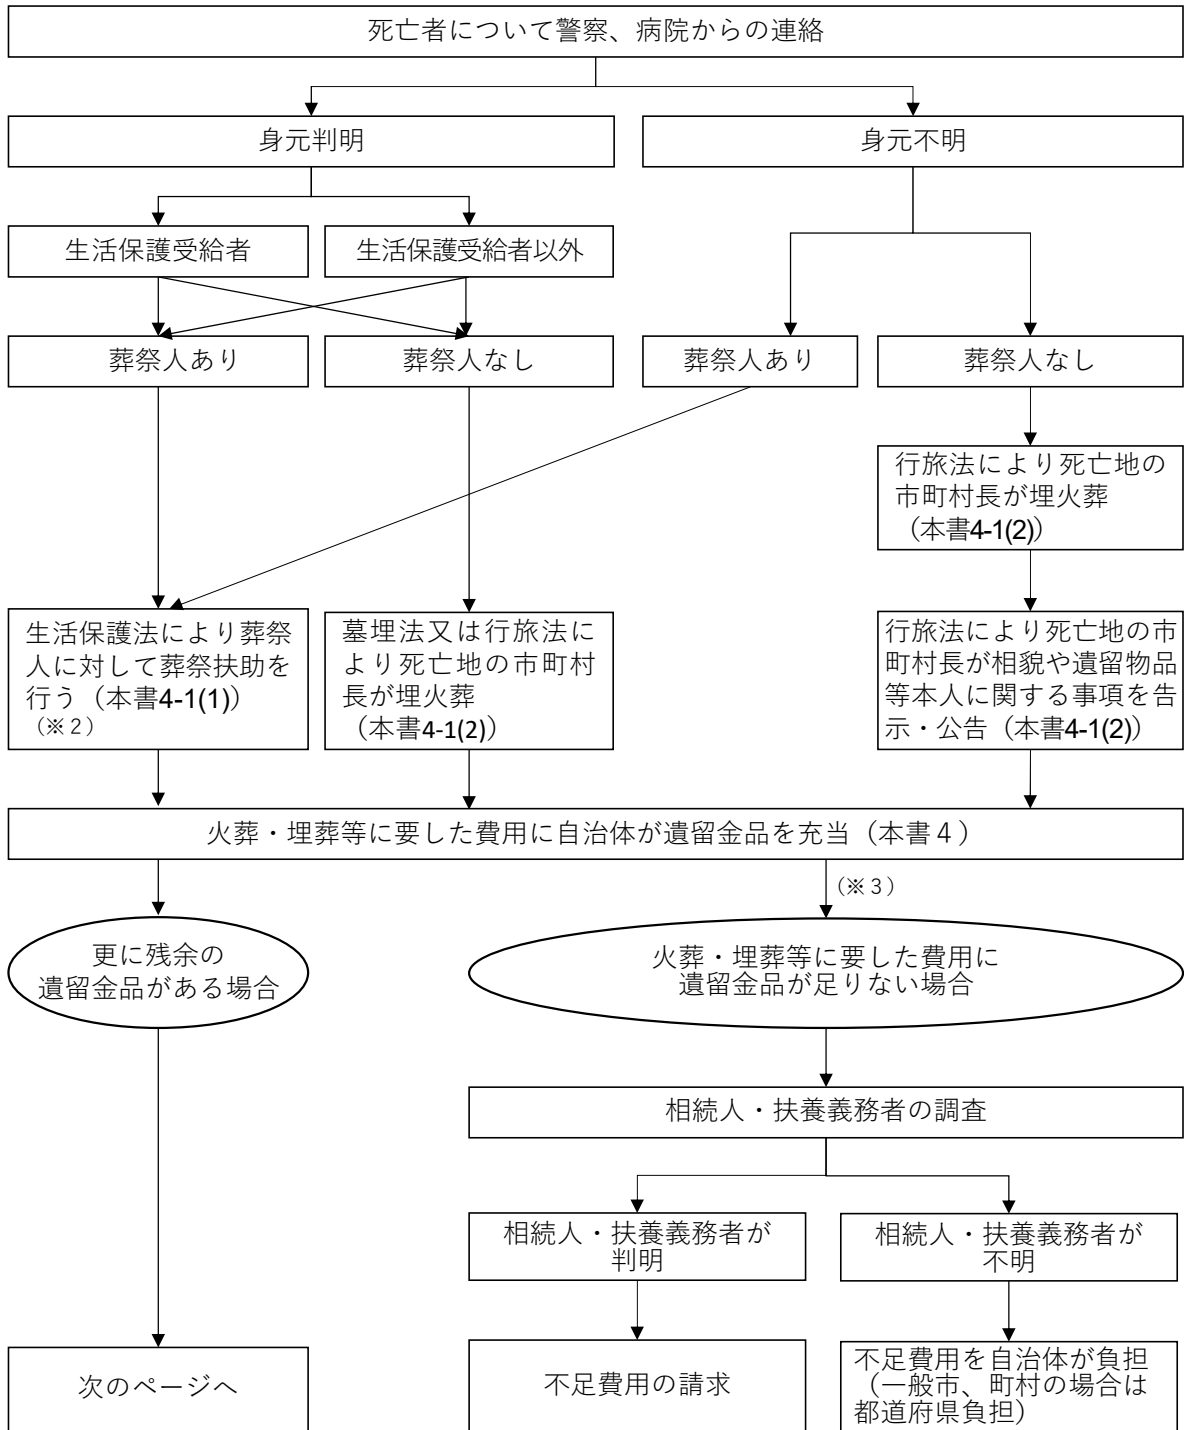 死亡者について警察、病院からの連絡
身元判明
身元不明
生活保護受給者
生活保護受給者以外
葬祭人あり
葬祭人なし
葬祭人あり
葬祭人なし
行旅法により死亡地の
市町村長が埋火葬
（本書4-1(2)）
生活保護法により葬祭
人に対して葬祭扶助を
行う（本書4-1(1)）
（※２）
墓埋法又は行旅法に
より死亡地の市町村
長が埋火葬
（本書4-1(2)）
行旅法により死亡地の市
町村長が相貌や遺留物品
等本人に関する事項を告
示・公告（本書4-1(2)）
火葬・埋葬等に要した費用に自治体が遺留金品を充当（本書４）
（※３）
更に残余の
遺留金品がある場合
火葬・埋葬等に要した費用に
遺留金品が足りない場合
相続人・扶養義務者の調査
相続人・扶養義務者が
判明
相続人・扶養義務者が
不明
次のページへ
不足費用の請求
不足費用を自治体が負担
（一般市、町村の場合は
都道府県負担）